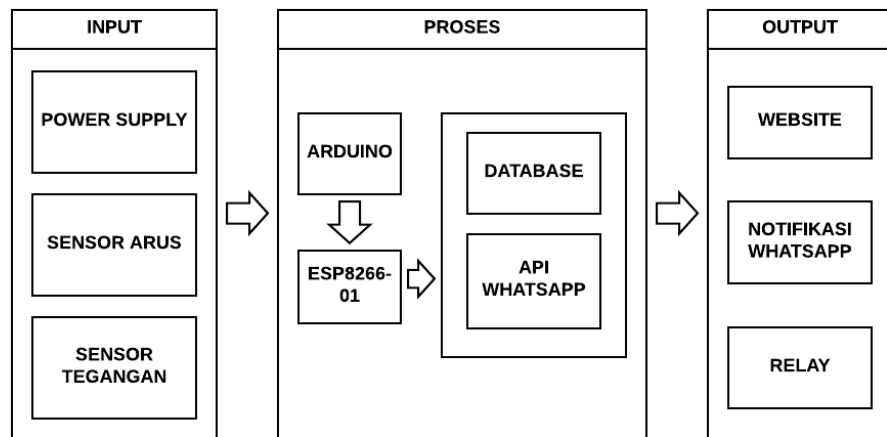 INPUT
POWER SUPPLY
SENSOR ARUS
SENSOR
TEGANGAN
PROSES
ARDUINO
ESP8266-
01
DATABASE
API
WHATSAPP
OUTPUT
WEBSITE
NOTIFIKASI
WHATSAPP
RELAY